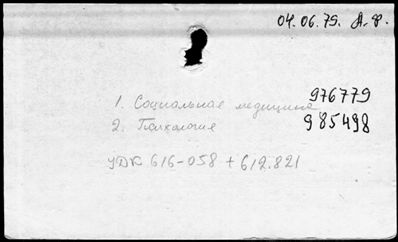 04.06.79. А.Ф.
976779
1. Социальная медицина
2. Психология 985498
УДК 616-058 + 612.821